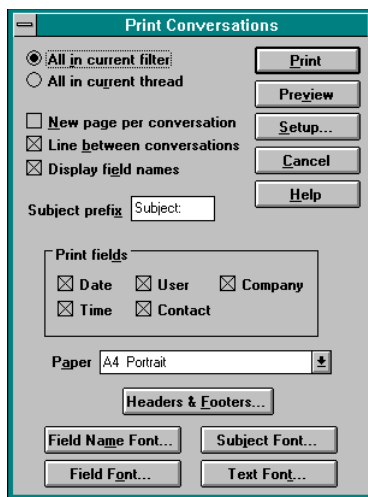 Print Conversations
All in current filter
All in current thread
Print
Preview
New page per conversation
Line between conversations
Display field names
Setup...
Cancel
Help
Subject prefix Subject:
Print fields
Date User Company
Time Contact
Paper A4 Portrait
Headers & Footers...
Field Name Font... Subject Font...
Field Font... Text Font...